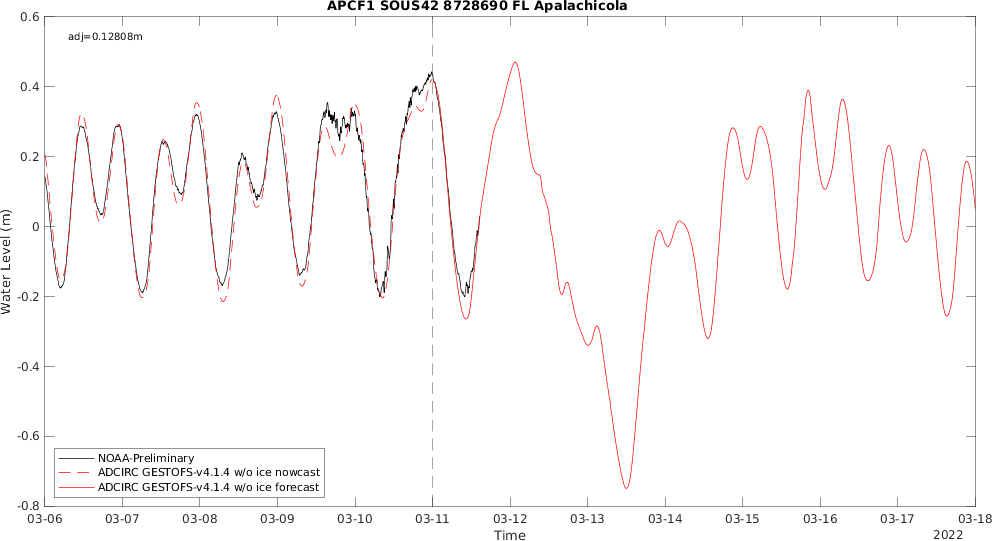 APCF1 SOUS42 8728690 FL Apalachicola
adj=0.12808m
0.6
0.4
0.2
0
-0.2
-0.4
-0.6
-0.8
Water Level (m)
NOAA-Preliminary
ADCIRC GESTOFS-v4.1.4 w/o ice nowcast
ADCIRC GESTOFS-v4.1.4 w/o ice forecast
03-06 03-07 03-08 03-09 03-10 03-11 03-12 03-13 03-14 03-15 03-16 03-17 03-18
Time
2022